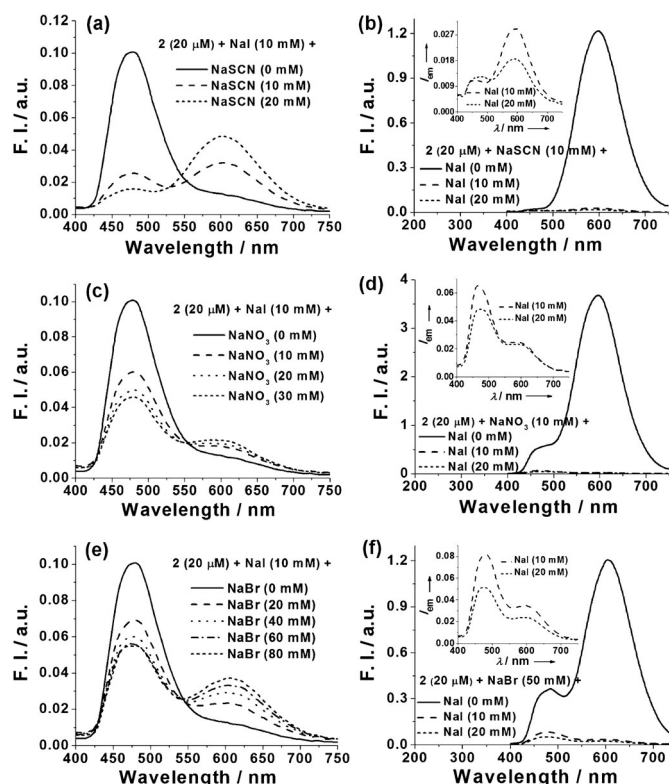 (a)
2 (20 μM) + NaI (10 mM) +
NaSCN (0 mM)
NaSCN (10 mM)
NaSCN (20 mM)
F. I. / a.u.
0.12
0.10
0.08
0.06
0.04
0.02
0.00
400 450 500 550 600 650 700 750
Wavelength / nm
(b)
I em
0.027
0.018
0.009
0.000
NaI (10 mM)
NaI (20 mM)
400 500 600 700
λ/ nm
2 (20 μM) + NaSCN (10 mM) +
NaI (0 mM)
NaI (10 mM)
NaI (20 mM)
F. I. / a.u.
1.2
0.9
0.6
0.3
0.0
200 300 400 500 600 700
Wavelength / nm
(c)
2 (20 μM) + NaI (10 mM) +
NaNO3 (0 mM)
NaNO3 (10 mM)
NaNO3 (20 mM)
NaNO3 (30 mM)
F. I. / a.u.
0.10
0.08
0.06
0.04
0.02
0.00
400 450 500 550 600 650 700 750
Wavelength / nm
(d)
I em
0.06
0.04
0.02
0.00
NaI (10 mM)
NaI (20 mM)
400 500 600 700
λ/ nm
2 (20 μM) + NaNO3 (10 mM) +
NaI (0 mM)
NaI (10 mM)
NaI (20 mM)
F. I. / a.u.
4
3
2
1
0
200 300 400 500 600 700
Wavelength / nm
(e)
2 (20 μM) + NaI (10 mM) +
NaBr (0 mM)
NaBr (20 mM)
NaBr (40 mM)
NaBr (60 mM)
NaBr (80 mM)
F. I. / a.u.
0.10
0.08
0.06
0.04
0.02
0.00
400 450 500 550 600 650 700 750
Wavelength / nm
(f)
I em
0.08
0.06
0.04
0.02
0.00
NaI (10 mM)
NaI (20 mM)
400 500 600 700
λ/ nm
2 (20 μM) + NaBr (50 mM) +
NaI (0 mM)
NaI (10 mM)
NaI (20 mM)
F. I. / a.u.
1.2
0.9
0.6
0.3
0.0
200 300 400 500 600 700
Wavelength / nm